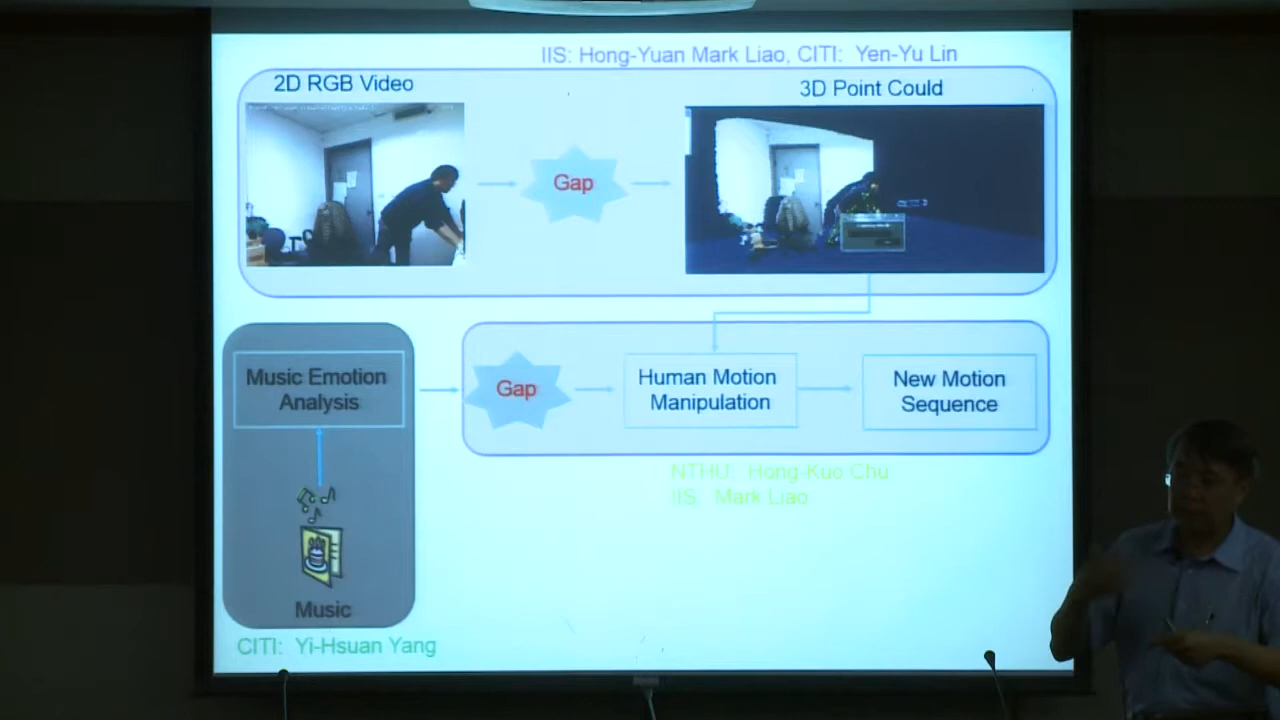 IIS: Hong-Yuan Mark Liao, CITI: Yen-Yu Lin
2D RGB Video
3D Point Could
Gap
Music Emotion
Analysis
Gap
Human Motion
Manipulation
New Motion
Sequence
NTHU: Hong-Kuo Chu
IIS: Mark Liao
Music
CITI: Yi-Hsuan Yang